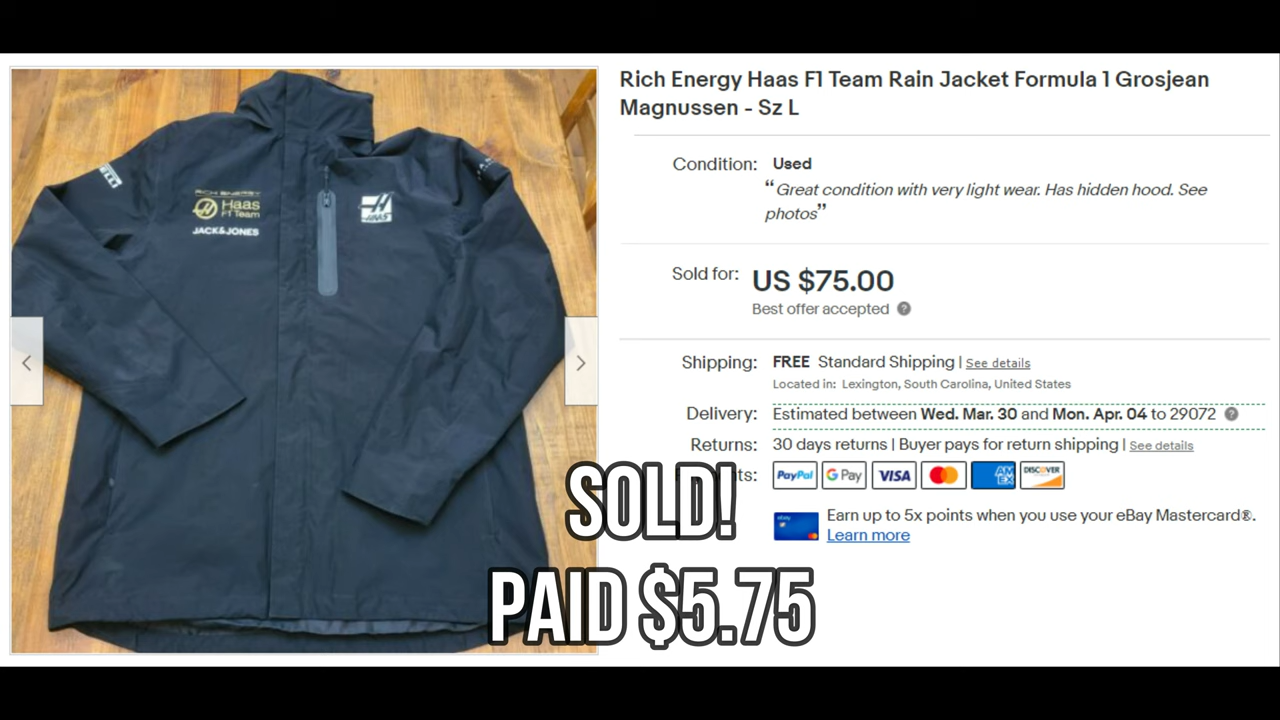 Rich Energy Haas F1 Team Rain Jacket Formula 1 Grosjean
Magnussen - Sz L
Condition: Used
“Great condition with very light wear. Has hidden hood. See
photos”
Sold for: US $75.00
Best offer accepted ?
Shipping: FREE Standard Shipping | See details
Located in: Lexington, South Carolina, United States
Delivery: Estimated between Wed. Mar. 30 and Mon. Apr. 04 to 29072 ?
Returns: 30 days returns | Buyer pays for return shipping | See details
PayPal G Pay VISA AMEX DISCOVER
Earn up to 5x points when you use your eBay Mastercard®.
Learn more
RICH ENERGY
Haas
F1 Team
JACK&JONES
HAAS
SOLD!
PAID $5.75